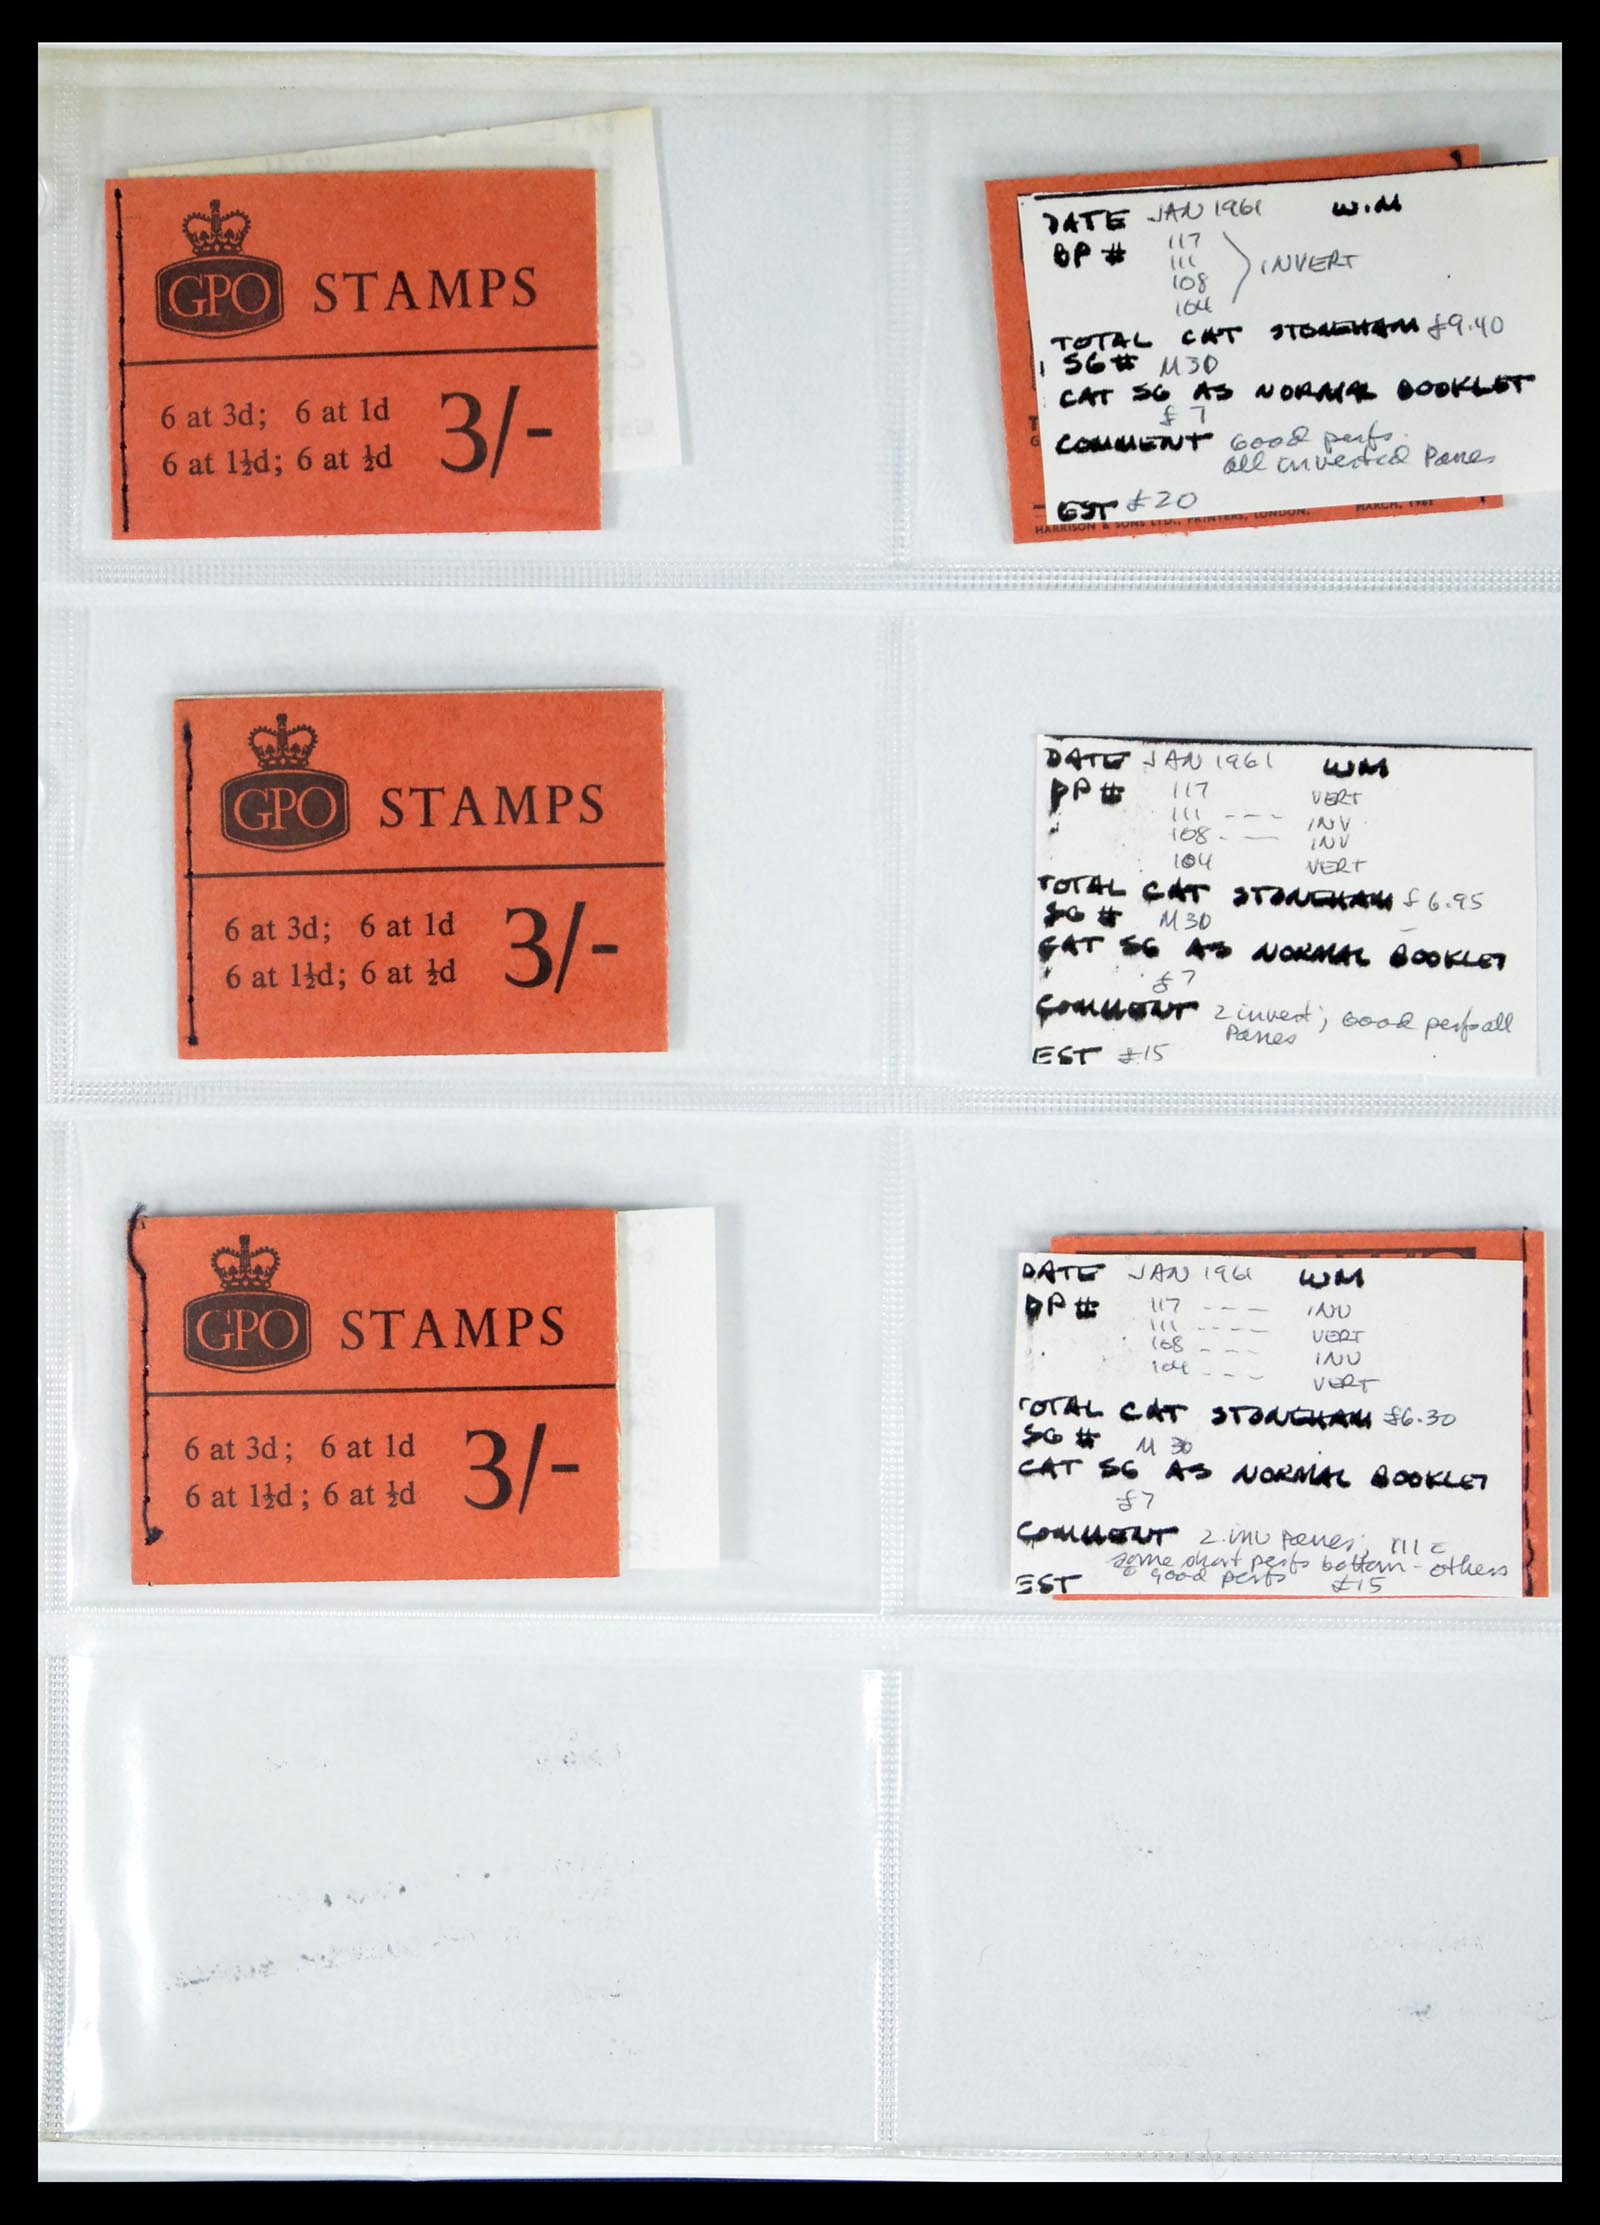 GPO STAMPS
6 at 3d; 6 at 1d
6 at 1½d; 6 at ½d
3/-
DATE JAN 1961 W.M
BP # 117
111
108
104
INVERT
TOTAL CAT STONEHAM £9.40
SG # M30
CAT SG AS NORMAL BOOKLET
£7
COMMENT Good perfs.
all inverted Panes
EST £20
HARRISON & SONS LTD., PRINTERS, LONDON. MARCH, 1961
GPO STAMPS
6 at 3d; 6 at 1d
6 at 1½d; 6 at ½d
3/-
DATE JAN 1961 WM
BP # 117 VERT
111 --- INV
108 --- INV
104 VERT
TOTAL CAT STONEHAM £6.95
SG # M30
CAT SG AS NORMAL BOOKLET
£7
COMMENT 2 invert; Good perfs all
Panes
EST £15
GPO STAMPS
6 at 3d; 6 at 1d
6 at 1½d; 6 at ½d
3/-
DATE JAN 1961 WM
BP # 117 --- INV
111 ---- VERT
108 --- INV
104 --- VERT
TOTAL CAT STONEHAM £6.30
SG # M30
CAT SG AS NORMAL BOOKLET
£7
COMMENT 2 inv Panes; 111 c
some short perfs bottom - others
c good perfs £15
EST